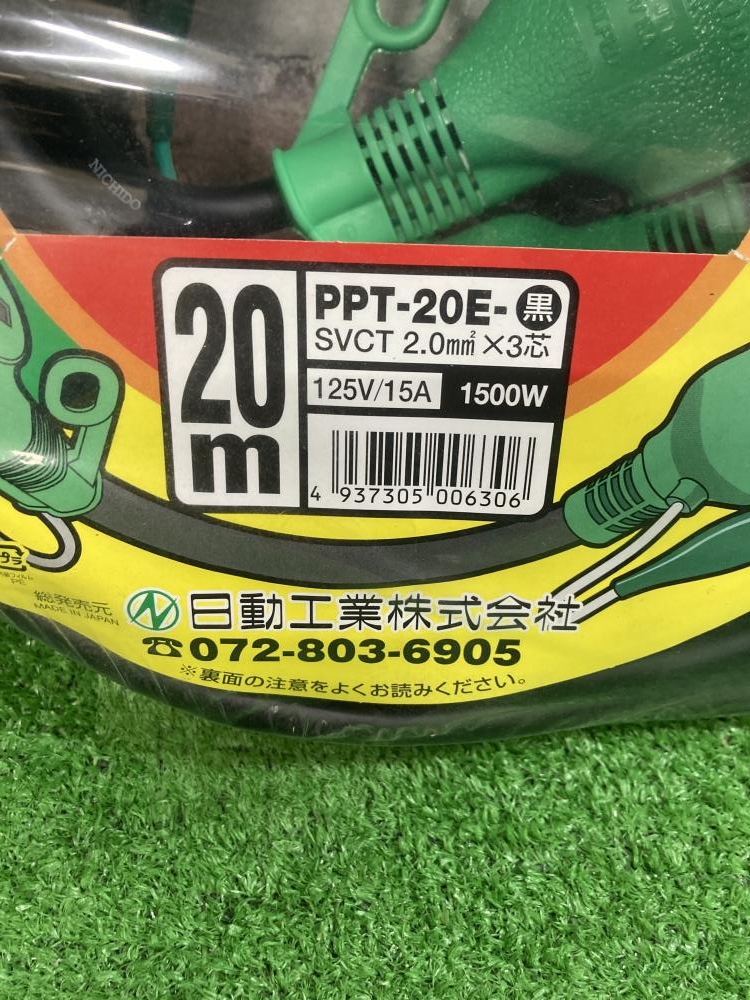 NICHIDO
20
m
PPT-20E-黒
SVCT 2.0mm² ×3芯
125V/15A 1500W
4 937305 006306
PE
総発売元
MADE IN JAPAN
日動工業株式会社
☎072-803-6905
※裏面の注意をよくお読みください。